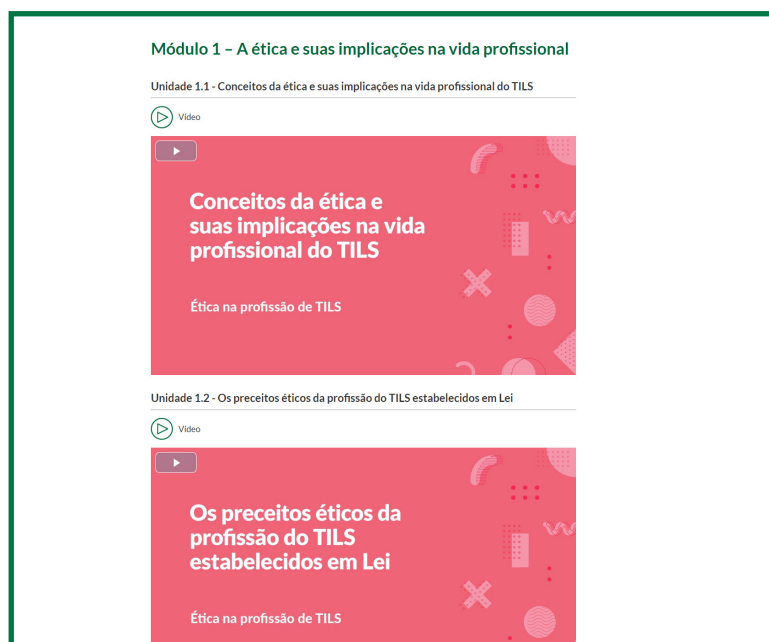 Módulo 1 – A ética e suas implicações na vida profissional
Unidade 1.1 - Conceitos da ética e suas implicações na vida profissional do TILS
Vídeo
Conceitos da ética e
suas implicações na vida
profissional do TILS
Ética na profissão de TILS
Unidade 1.2 - Os preceitos éticos da profissão do TILS estabelecidos em Lei
Vídeo
Os preceitos éticos da
profissão do TILS
estabelecidos em Lei
Ética na profissão de TILS